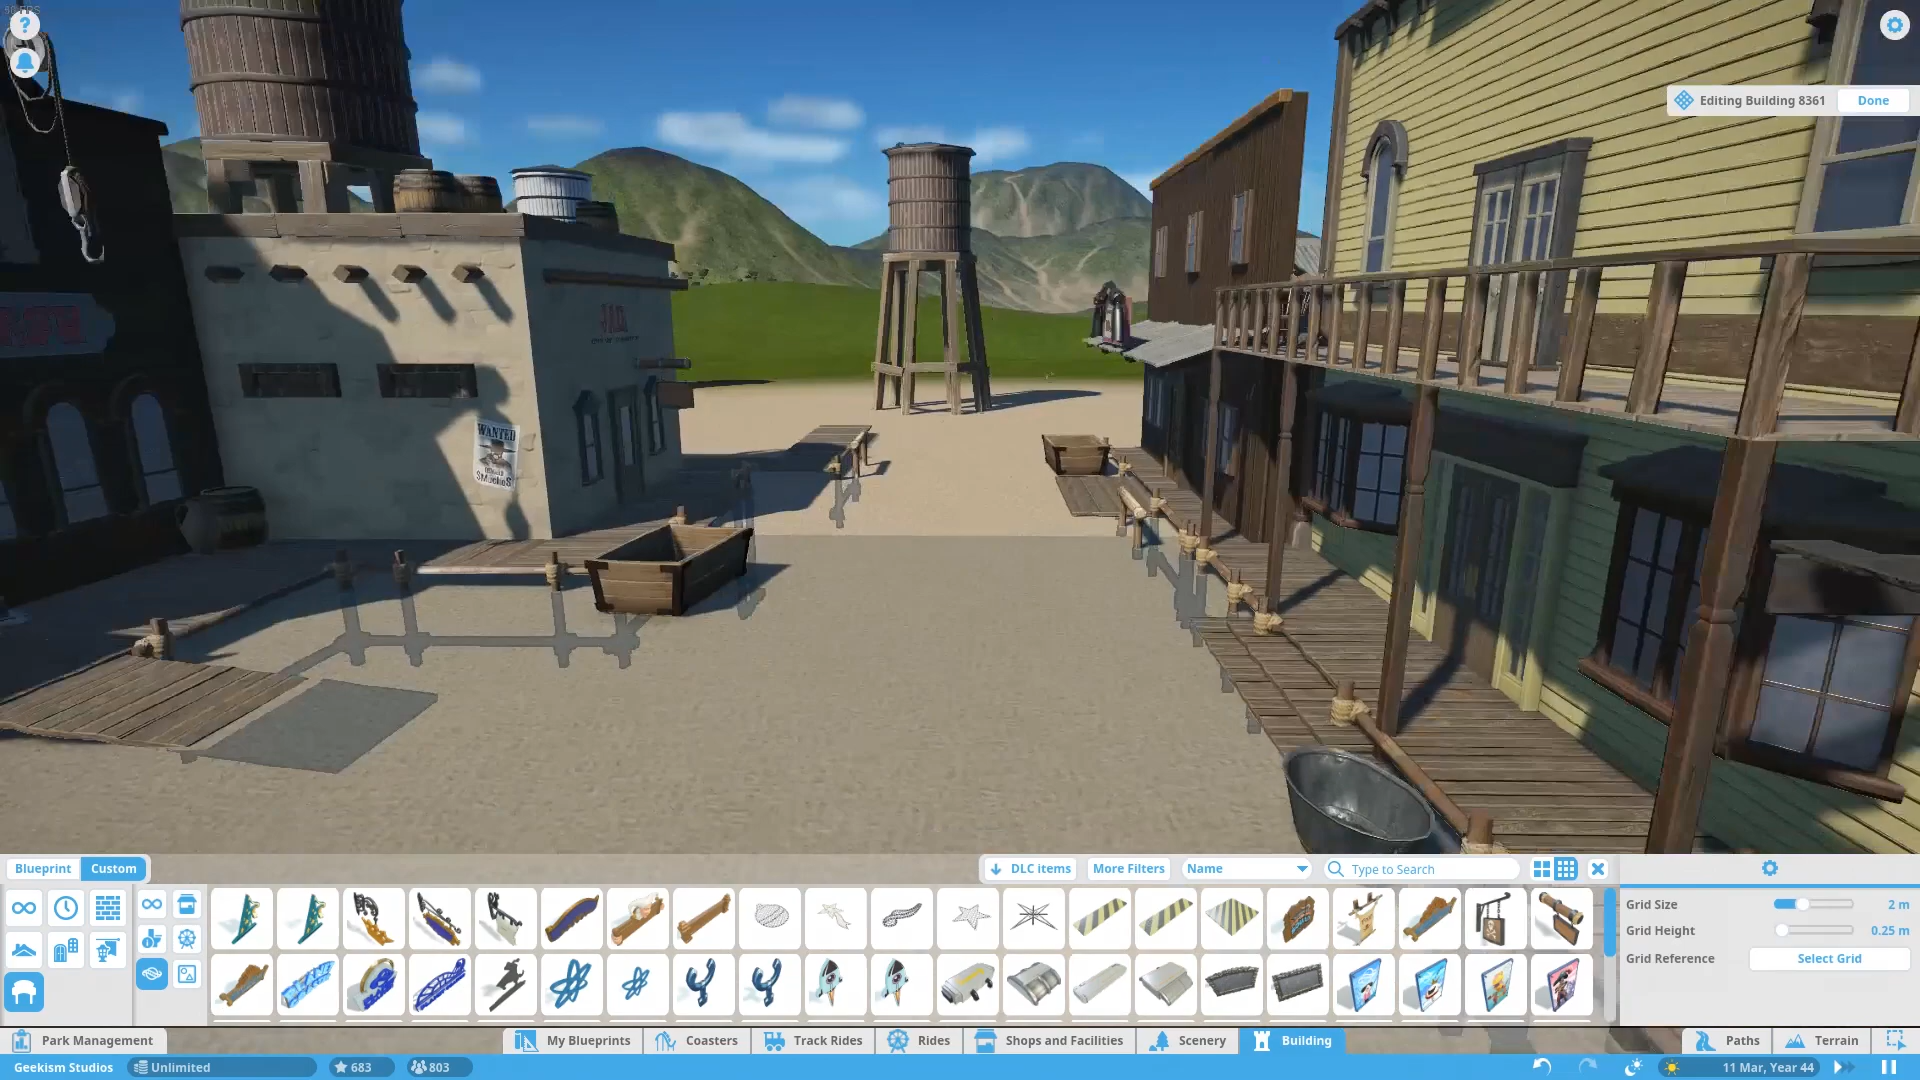 Editing Building 8361
Done
JAIL
WANTED
Blueprint
Custom
DLC items
More Filters
Name
Type to Search
Grid Size
2 m
Grid Height
0.25 m
Grid Reference
Select Grid
Park Management
My Blueprints
Coasters
Track Rides
Rides
Shops and Facilities
Scenery
Building
Paths
Terrain
Geekism Studios
Unlimited
683
803
11 Mar, Year 44